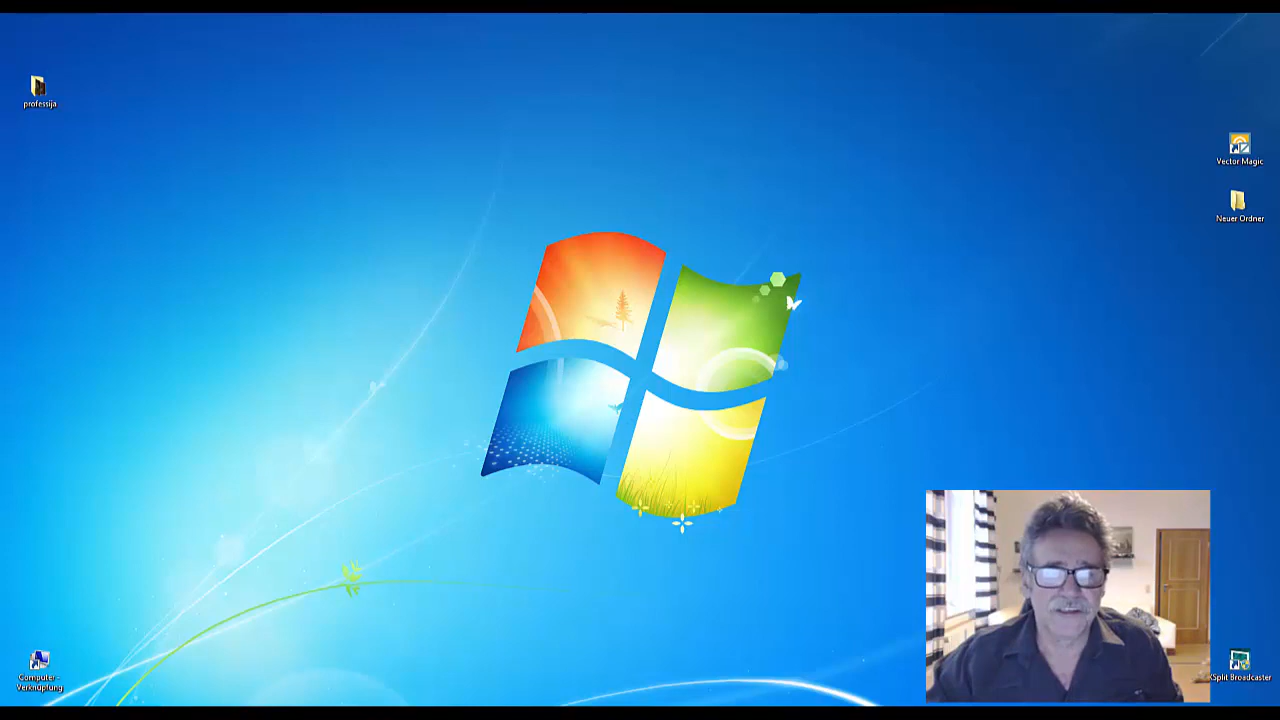 professija
Vector Magic
Neuer Ordner
Computer -
Verknüpfung
XSplit Broadcaster